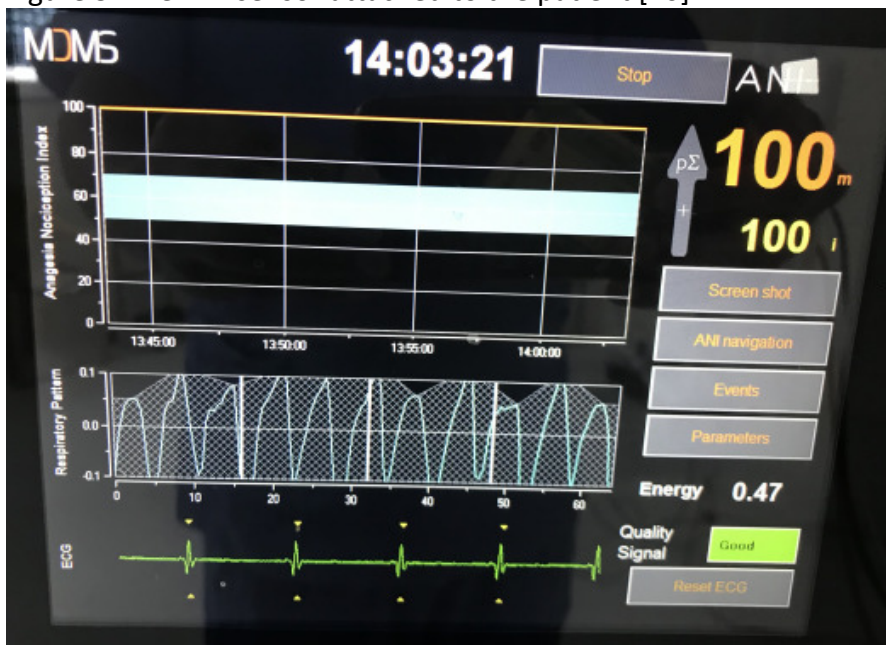 MDMS
14:03:21
Stop
ANI
100
80
60
40
20
0
Anagesia Nociception Index
13:45:00
13:50:00
13:55:00
14:00:00
pΣ
+
100 m
100 i
Screen shot
ANI navigation
Events
Parameters
Respiratory Pattern
0.1
0.0
-0.1
0
10
20
30
40
50
60
Energy 0.47
Quality
Signal
Good
ECG
Reset ECG